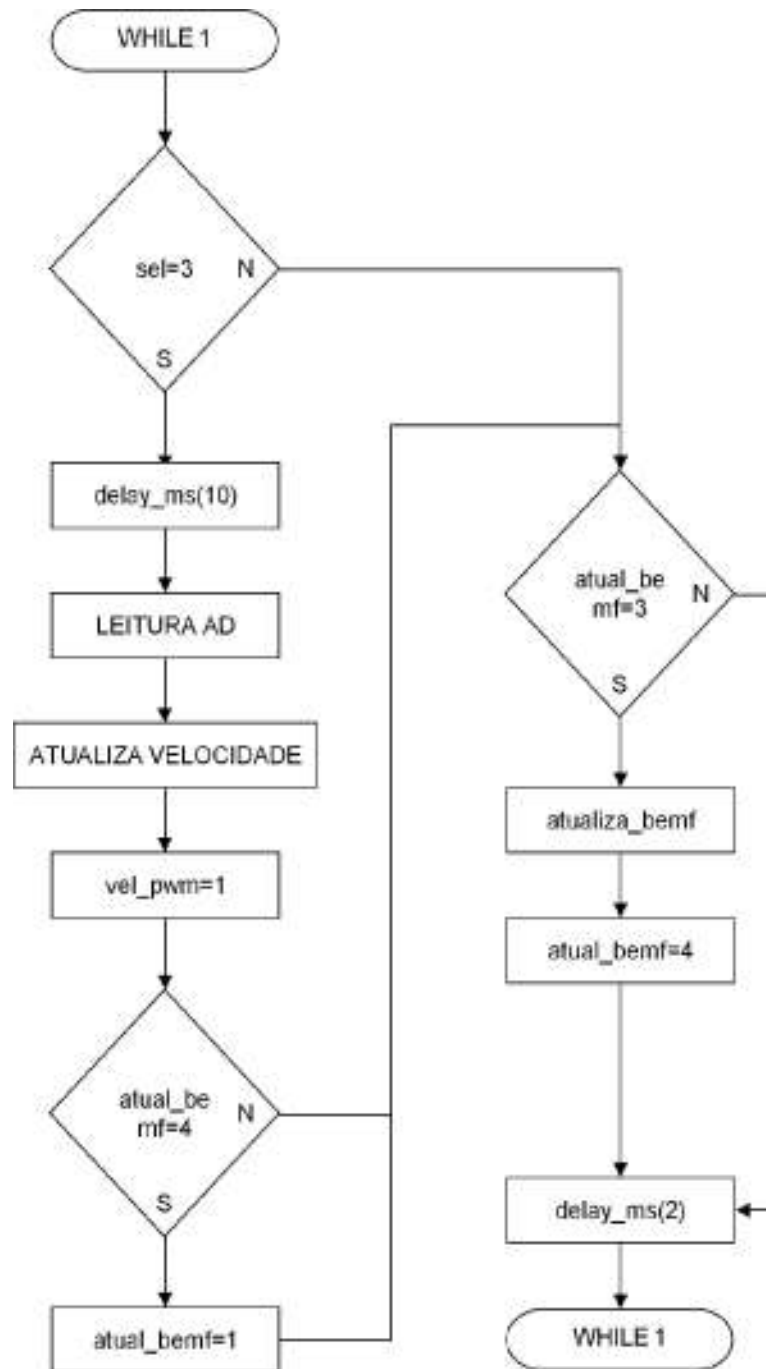 WHILE 1
sel=3
N
S
delay_ms(10)
LEITURA AD
ATUALIZA VELOCIDADE
vel_pwm=1
atual_be
mf=4
N
S
atual_bemf=1
atual_be
mf=3
N
S
atualiza_bemf
atual_bemf=4
delay_ms(2)
WHILE 1